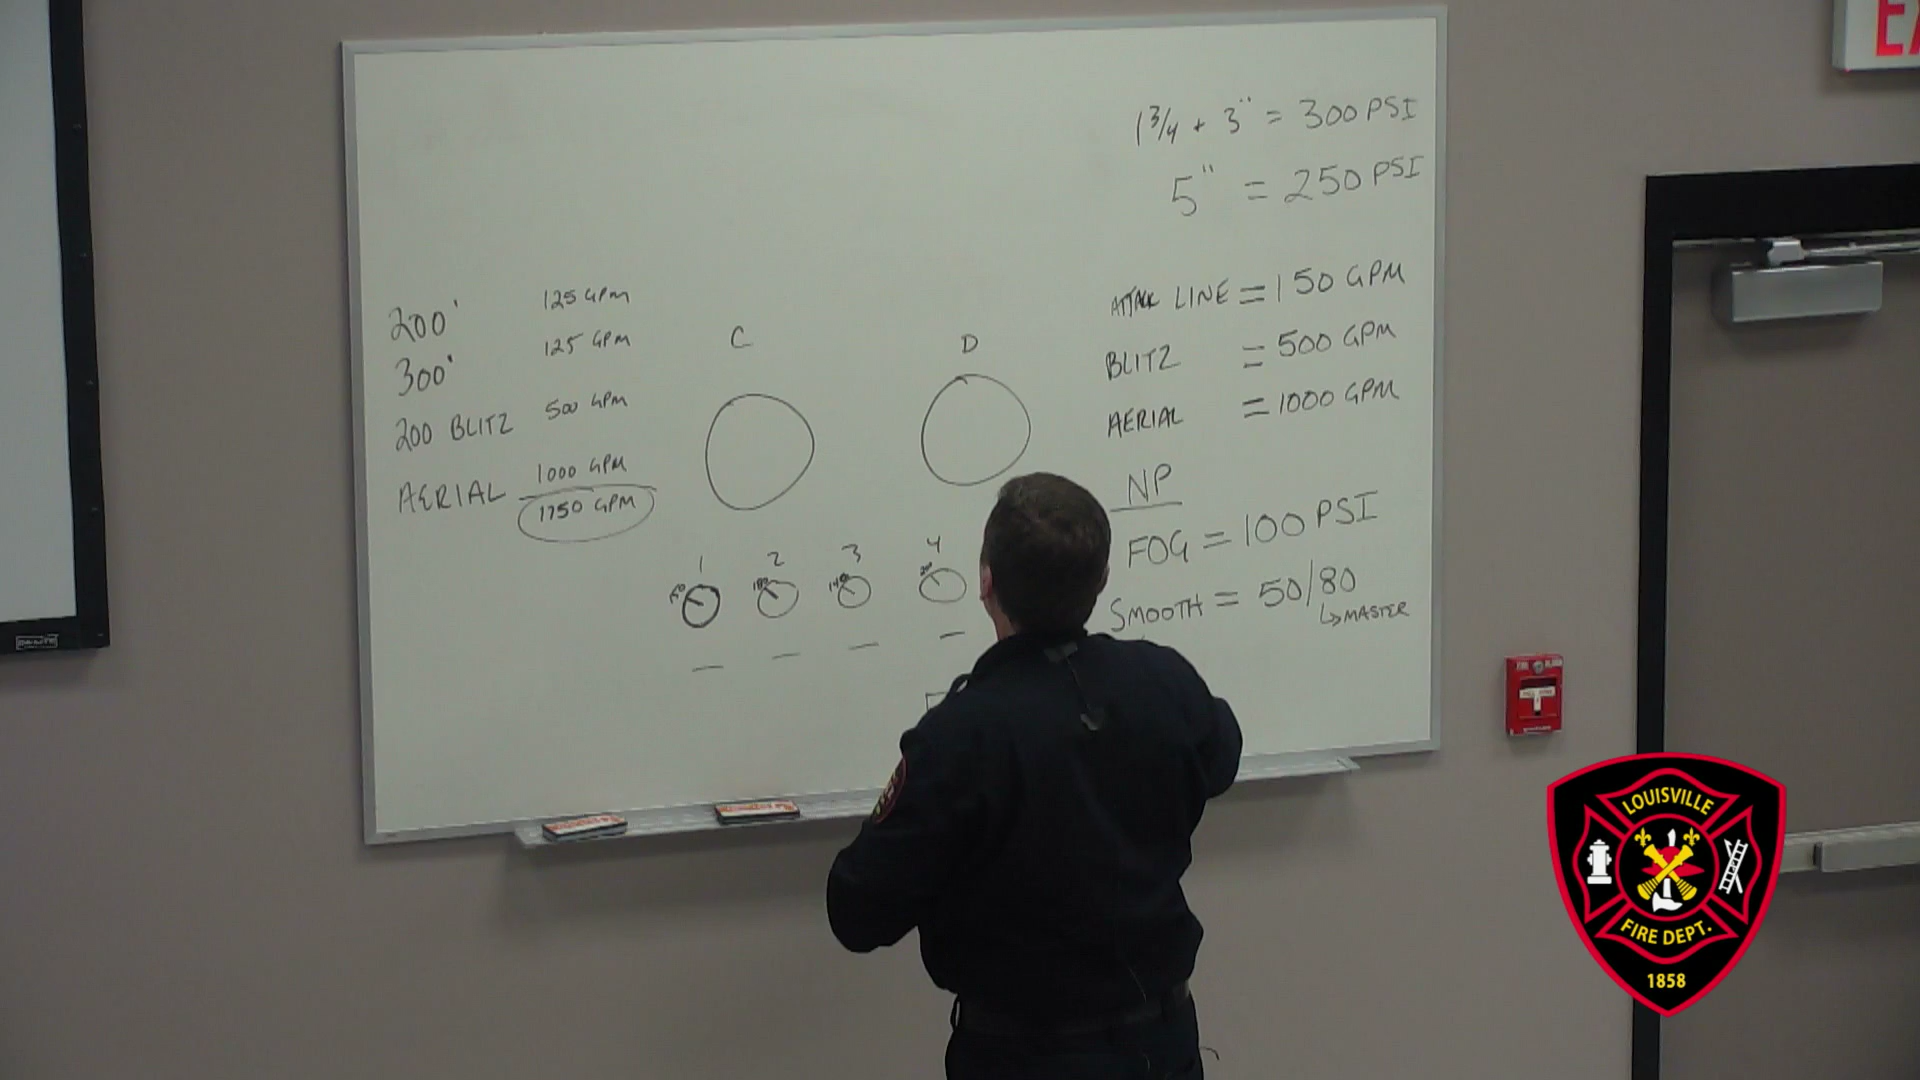 1 3/4 + 3" = 300 PSI
5" = 250 PSI
200' 125 GPM
300' 125 GPM
200 BLITZ 500 GPM
AERIAL 1000 GPM
1750 GPM
C D
1 2 3 4
ATTACK LINE = 150 GPM
BLITZ = 500 GPM
AERIAL = 1000 GPM
NP
FOG = 100 PSI
SMOOTH = 50/80
↳MASTER
LOUISVILLE
FIRE DEPT.
1858